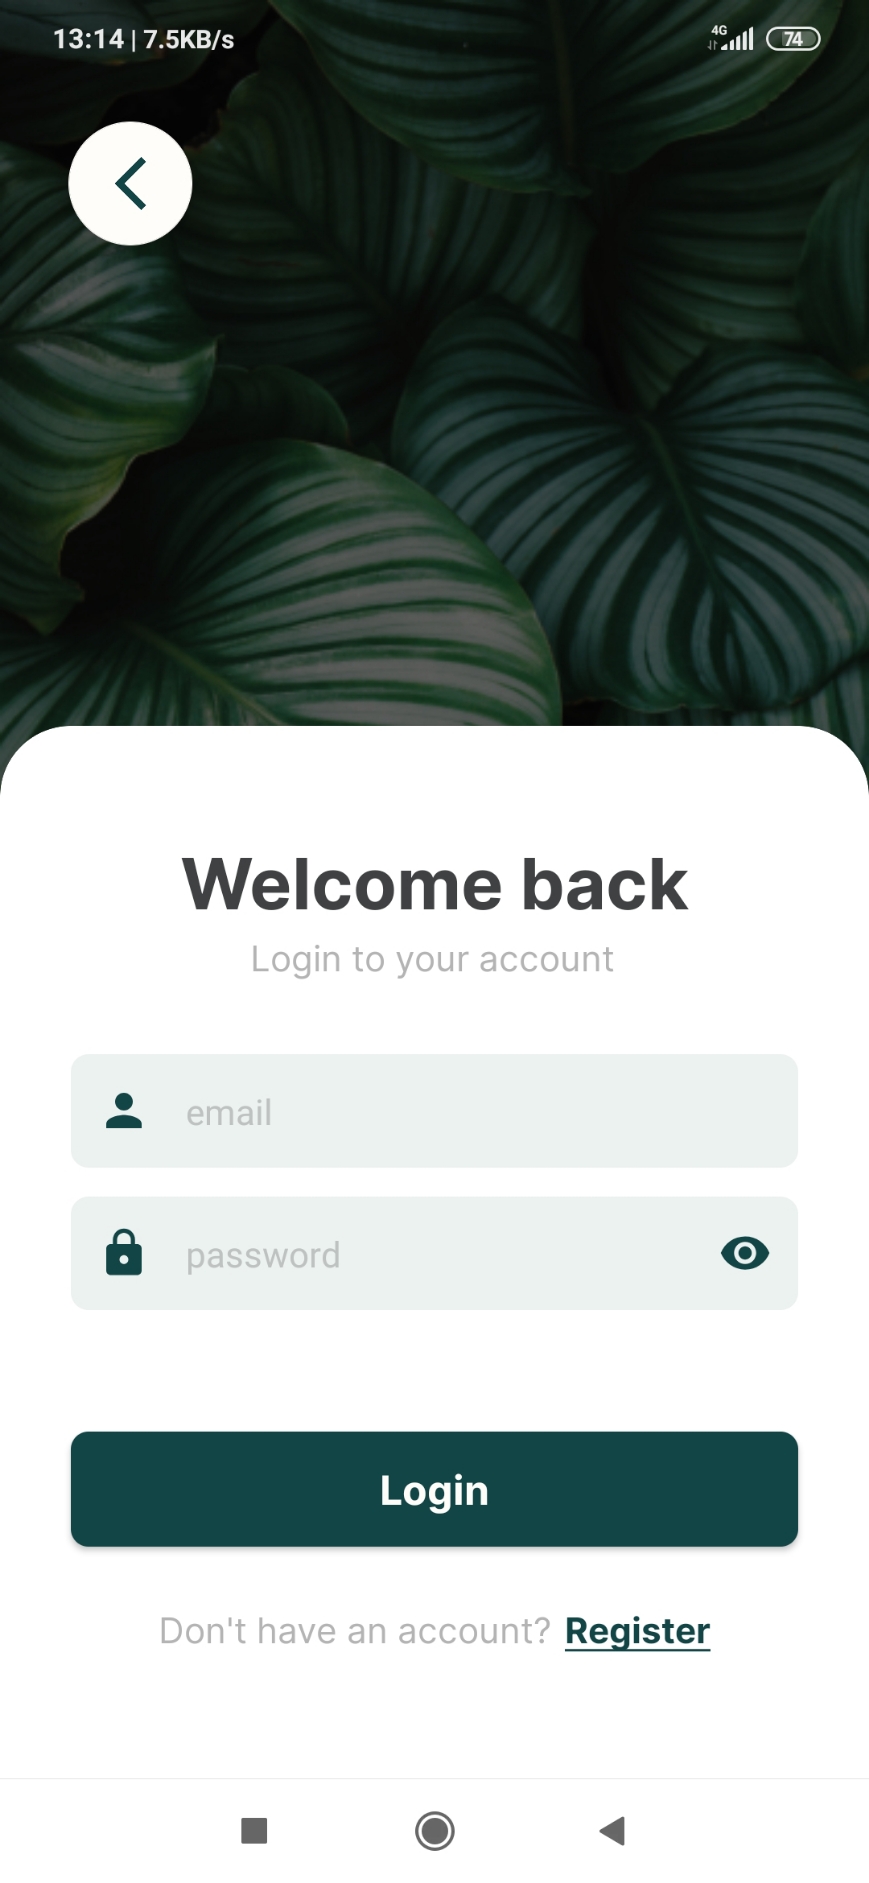 13:14 | 7.5KB/s 4G 74
Welcome back
Login to your account
email
password
Login
Don't have an account? Register